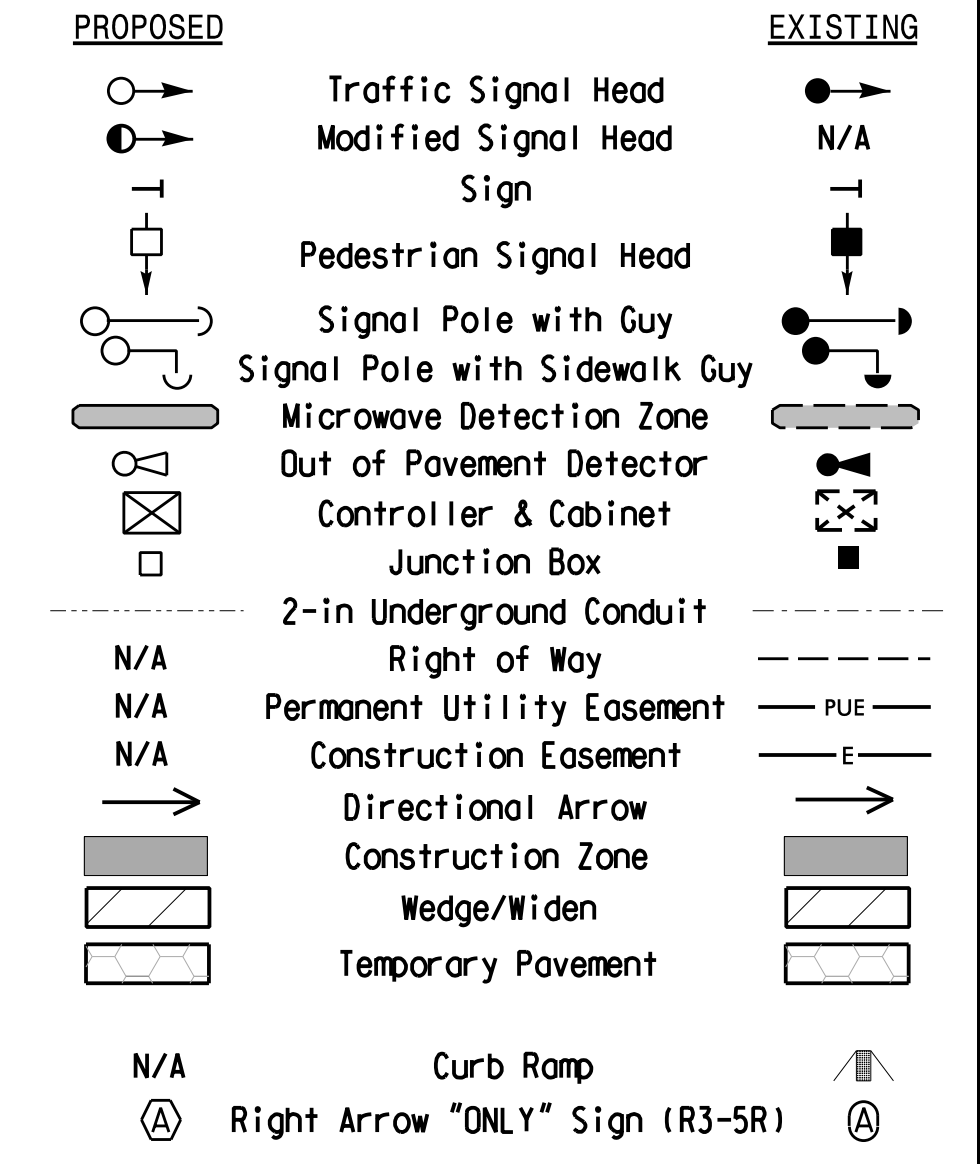 PROPOSED EXISTING
Traffic Signal Head
Modified Signal Head N/A
Sign
Pedestrian Signal Head
Signal Pole with Guy
Signal Pole with Sidewalk Guy
Microwave Detection Zone
Out of Pavement Detector
Controller & Cabinet
Junction Box
2-in Underground Conduit
N/A Right of Way
N/A Permanent Utility Easement PUE
N/A Construction Easement E
Directional Arrow
Construction Zone
Wedge/Widen
Temporary Pavement
N/A Curb Ramp
A Right Arrow "ONLY" Sign (R3-5R) A